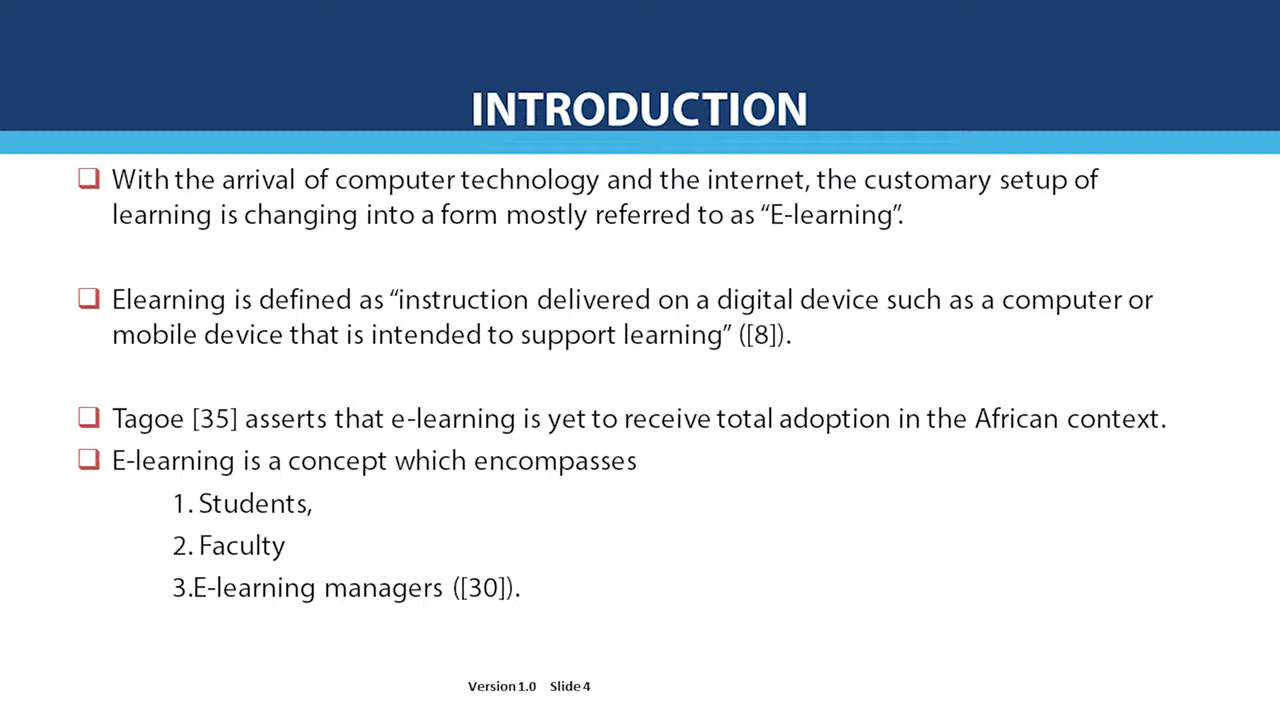 INTRODUCTION
With the arrival of computer technology and the internet, the customary setup of
learning is changing into a form mostly referred to as “E-learning”.
Elearning is defined as “instruction delivered on a digital device such as a computer or
mobile device that is intended to support learning” ([8]).
Tagoe [35] asserts that e-learning is yet to receive total adoption in the African context.
E-learning is a concept which encompasses
1. Students,
2. Faculty
3.E-learning managers ([30]).
Version 1.0 Slide 4